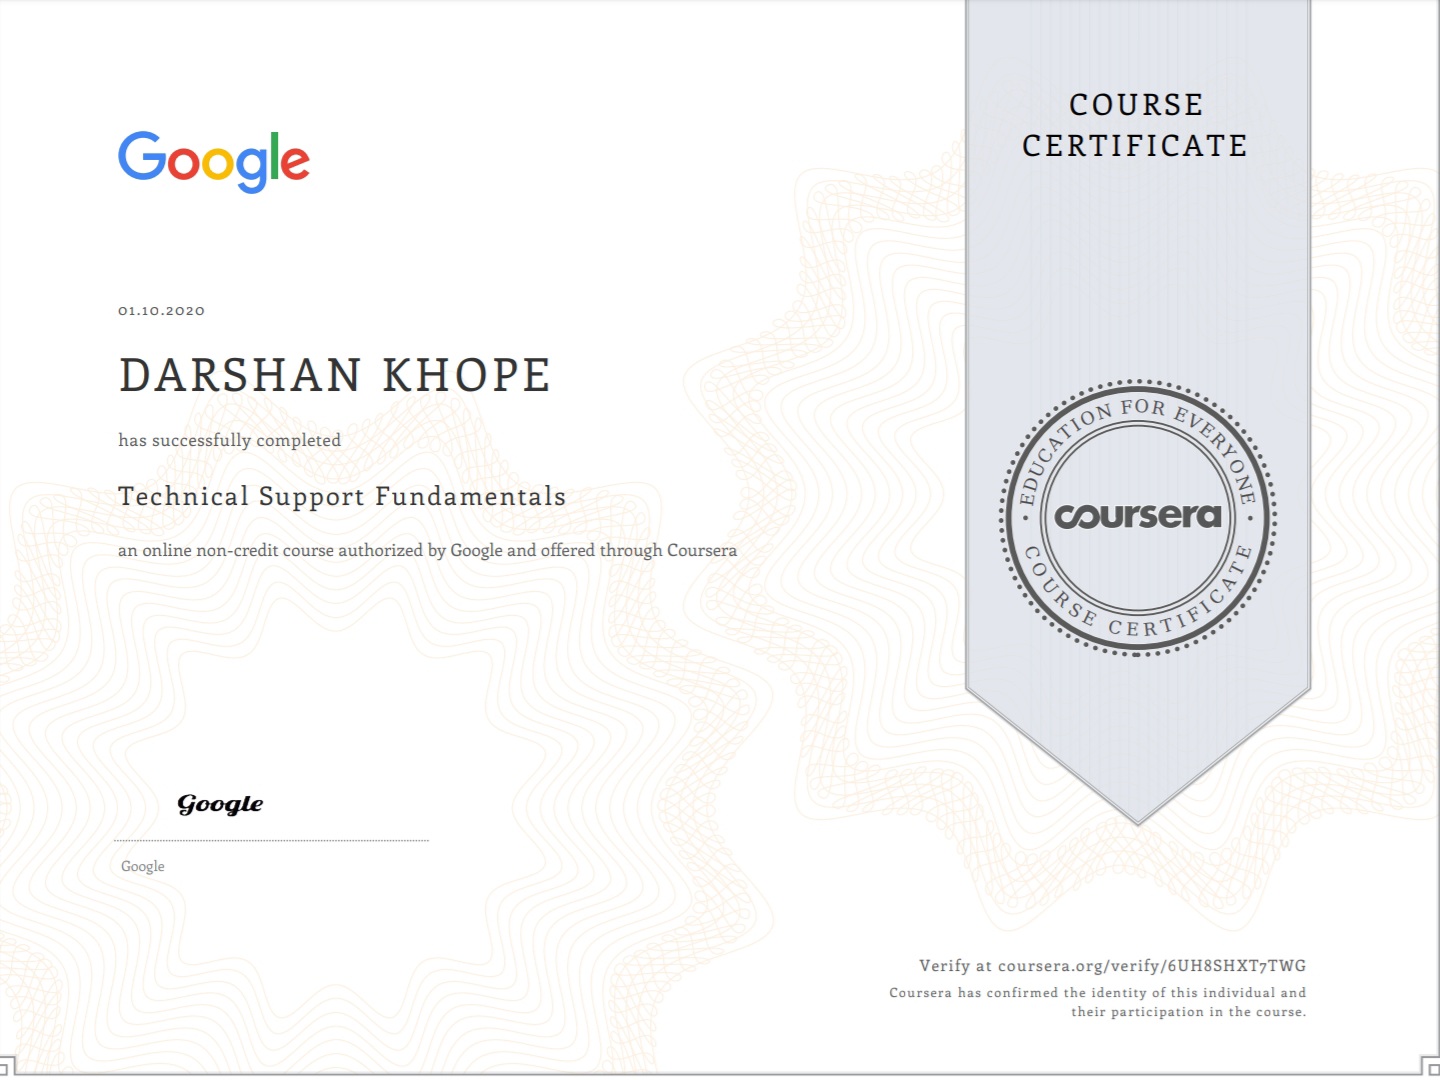 Google
COURSE
CERTIFICATE
01.10.2020
DARSHAN KHOPE
has successfully completed
Technical Support Fundamentals
an online non-credit course authorized by Google and offered through Coursera
EDUCATION FOR EVERYONE
coursera
COURSE CERTIFICATE
Google
Google
Verify at coursera.org/verify/6UH8SHXT7TWG
Coursera has confirmed the identity of this individual and
their participation in the course.